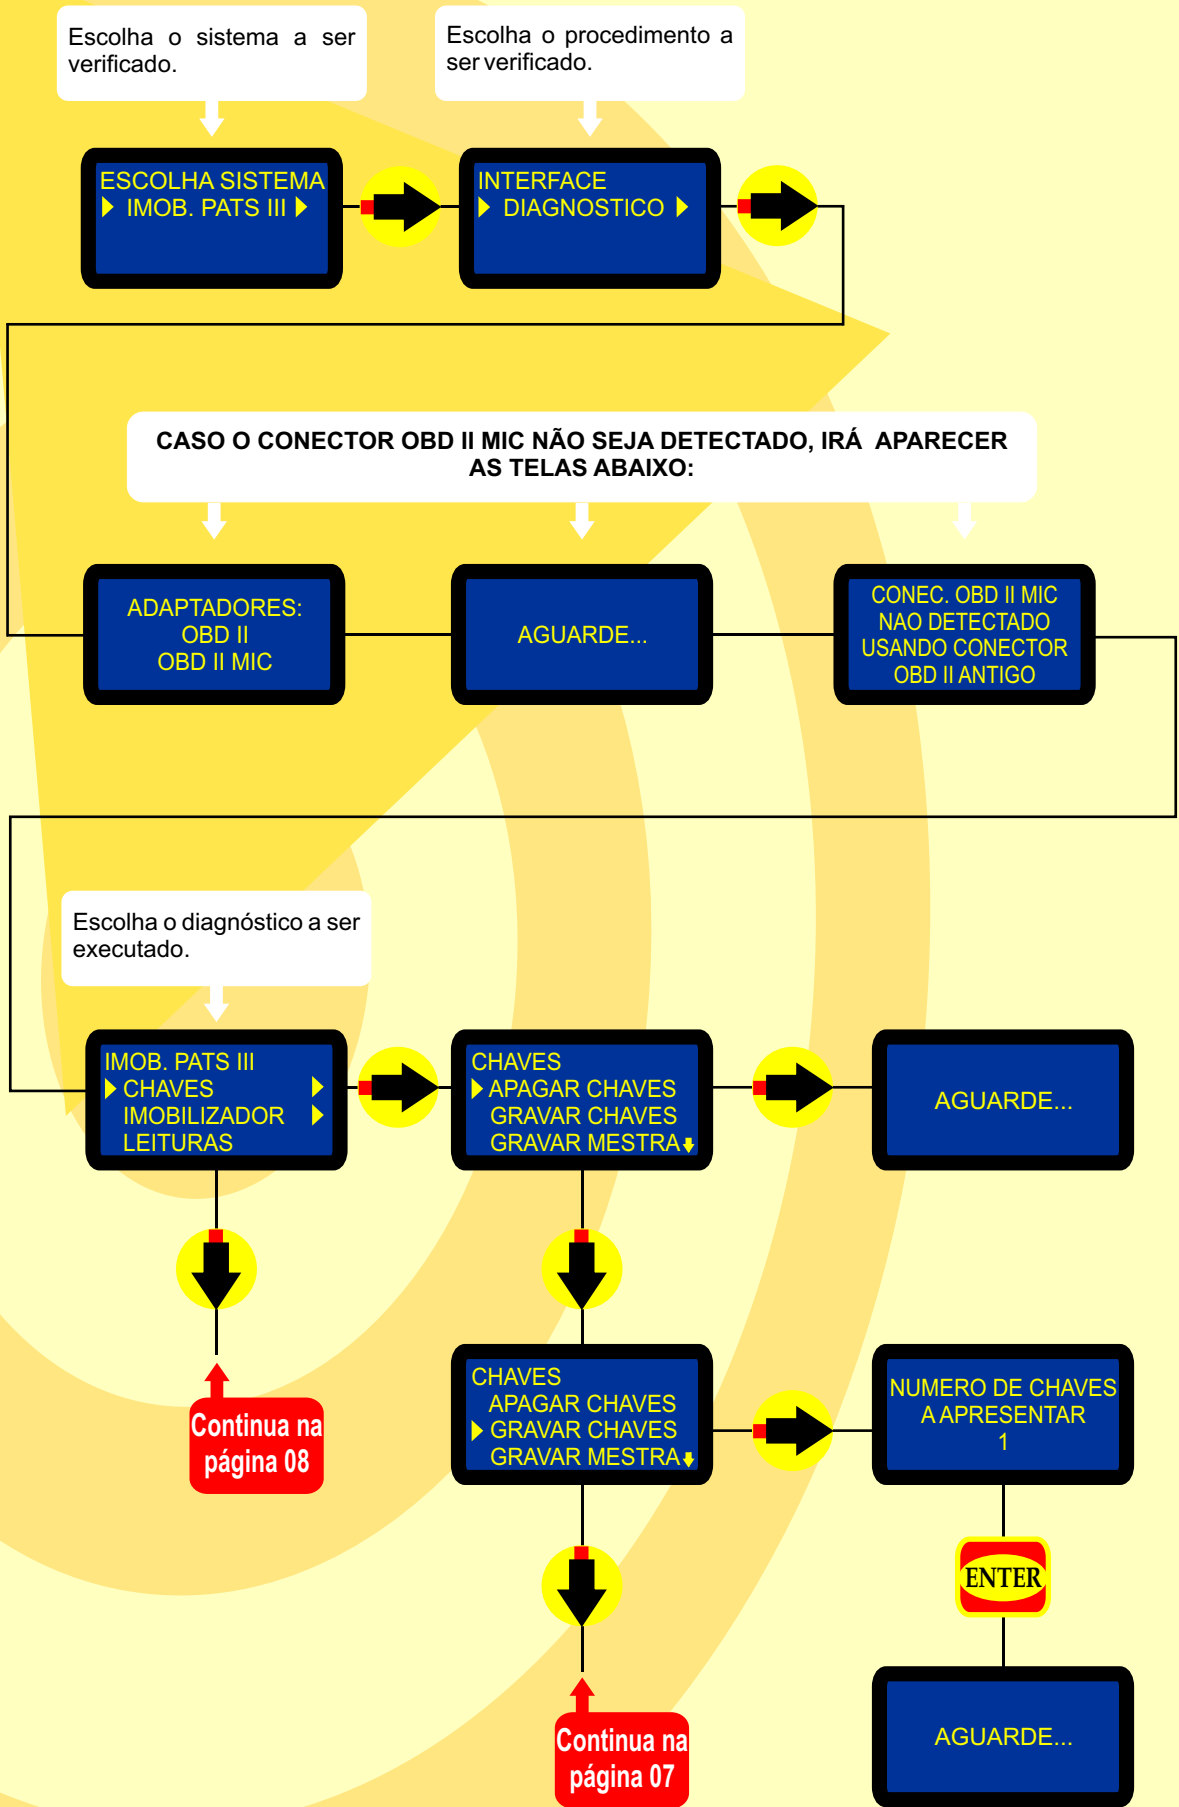 Escolha o sistema a ser
verificado.
Escolha o procedimento a
ser verificado.
ESCOLHA SISTEMA
IMOB. PATS III
INTERFACE
DIAGNOSTICO
CASO O CONECTOR OBD II MIC NÃO SEJA DETECTADO, IRÁ APARECER
AS TELAS ABAIXO:
ADAPTADORES:
OBD II
OBD II MIC
AGUARDE...
CONEC. OBD II MIC
NAO DETECTADO
USANDO CONECTOR
OBD II ANTIGO
Escolha o diagnóstico a ser
executado.
IMOB. PATS III
CHAVES
IMOBILIZADOR
LEITURAS
CHAVES
APAGAR CHAVES
GRAVAR CHAVES
GRAVAR MESTRA
AGUARDE...
Continua na
página 08
CHAVES
APAGAR CHAVES
GRAVAR CHAVES
GRAVAR MESTRA
NUMERO DE CHAVES
A APRESENTAR
1
ENTER
Continua na
página 07
AGUARDE...